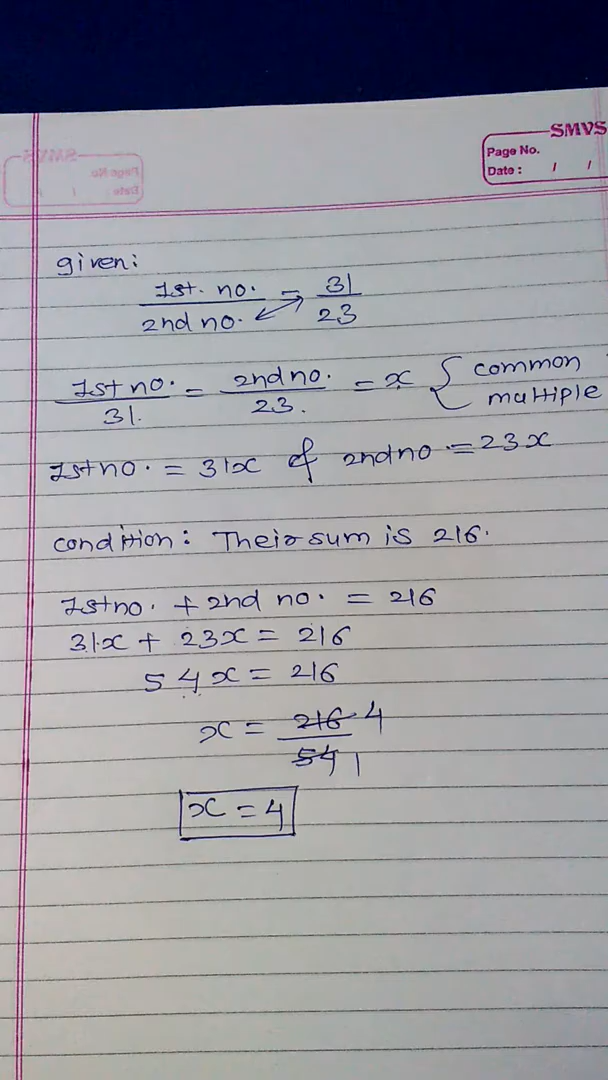 SMVS
Page No.
Date : / /
given:
1st. no. / 2nd no. = 31 / 23
1st no. / 31. = 2nd no. / 23. = x { common multiple
1st no. = 31x & 2nd no = 23x
condition: Their sum is 216.
1st no. + 2nd no. = 216
31x + 23x = 216
54x = 216
x = 216 4 / 54 1
x = 4